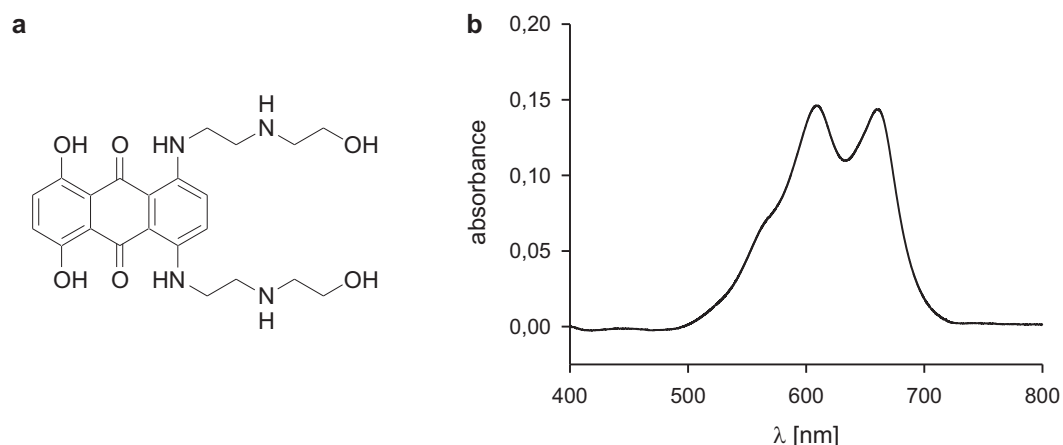 a
b
H
HN
N
OH
OH
O
OH
O
HN
N
OH
H
absorbance
0,20
0,15
0,10
0,05
0,00
400
500
600
700
800
λ [nm]